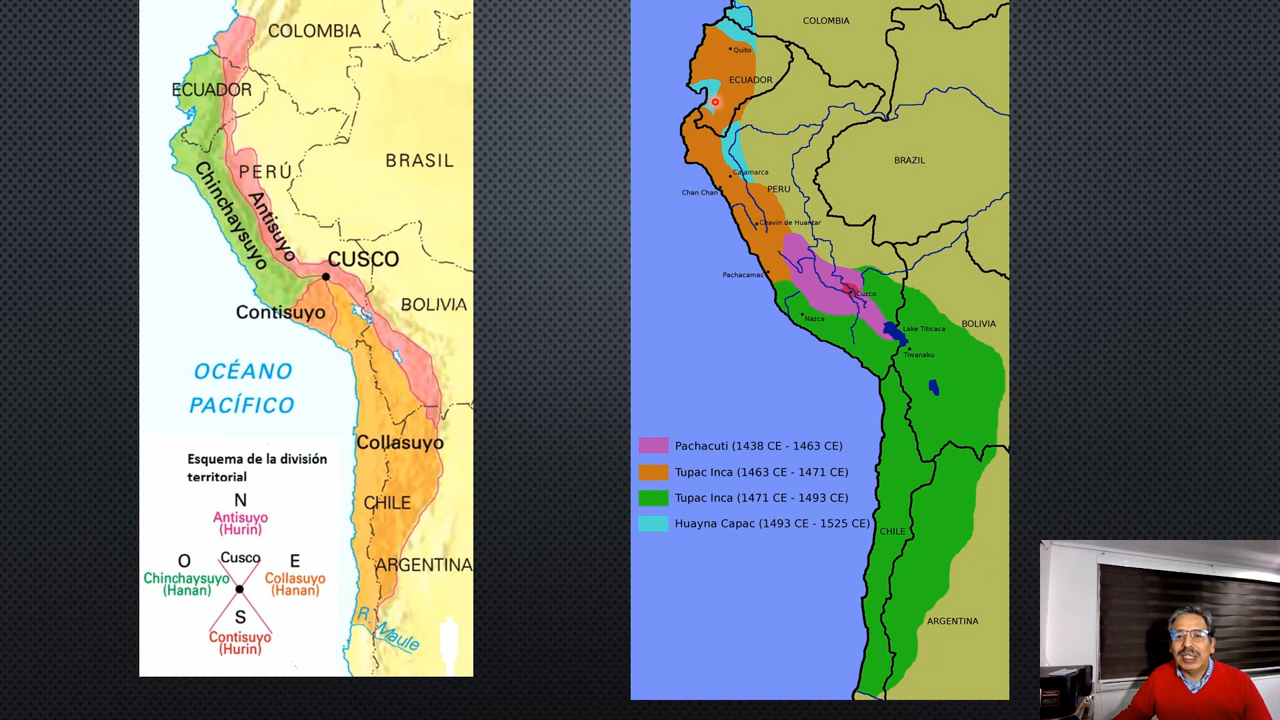 COLOMBIA
ECUADOR
PERÚ
BRASIL
Chinchaysuyo
Antisuyo
CUSCO
Contisuyo
BOLIVIA
OCÉANO
PACÍFICO
Collasuyo
CHILE
ARGENTINA
R. Maule
Esquema de la división
territorial
N
Antisuyo
(Hurin)
O
Cusco
E
Chinchaysuyo
(Hanan)
Collasuyo
(Hanan)
S
Contisuyo
(Hurin)
COLOMBIA
Quito
ECUADOR
BRAZIL
Cajamarca
PERU
Chan Chan
Chavin de Huantar
Pachacamac
Cuzco
Nazca
Lake Titicaca
BOLIVIA
Tiwanaku
Pachacuti (1438 CE - 1463 CE)
Tupac Inca (1463 CE - 1471 CE)
Tupac Inca (1471 CE - 1493 CE)
Huayna Capac (1493 CE - 1525 CE)
CHILE
ARGENTINA